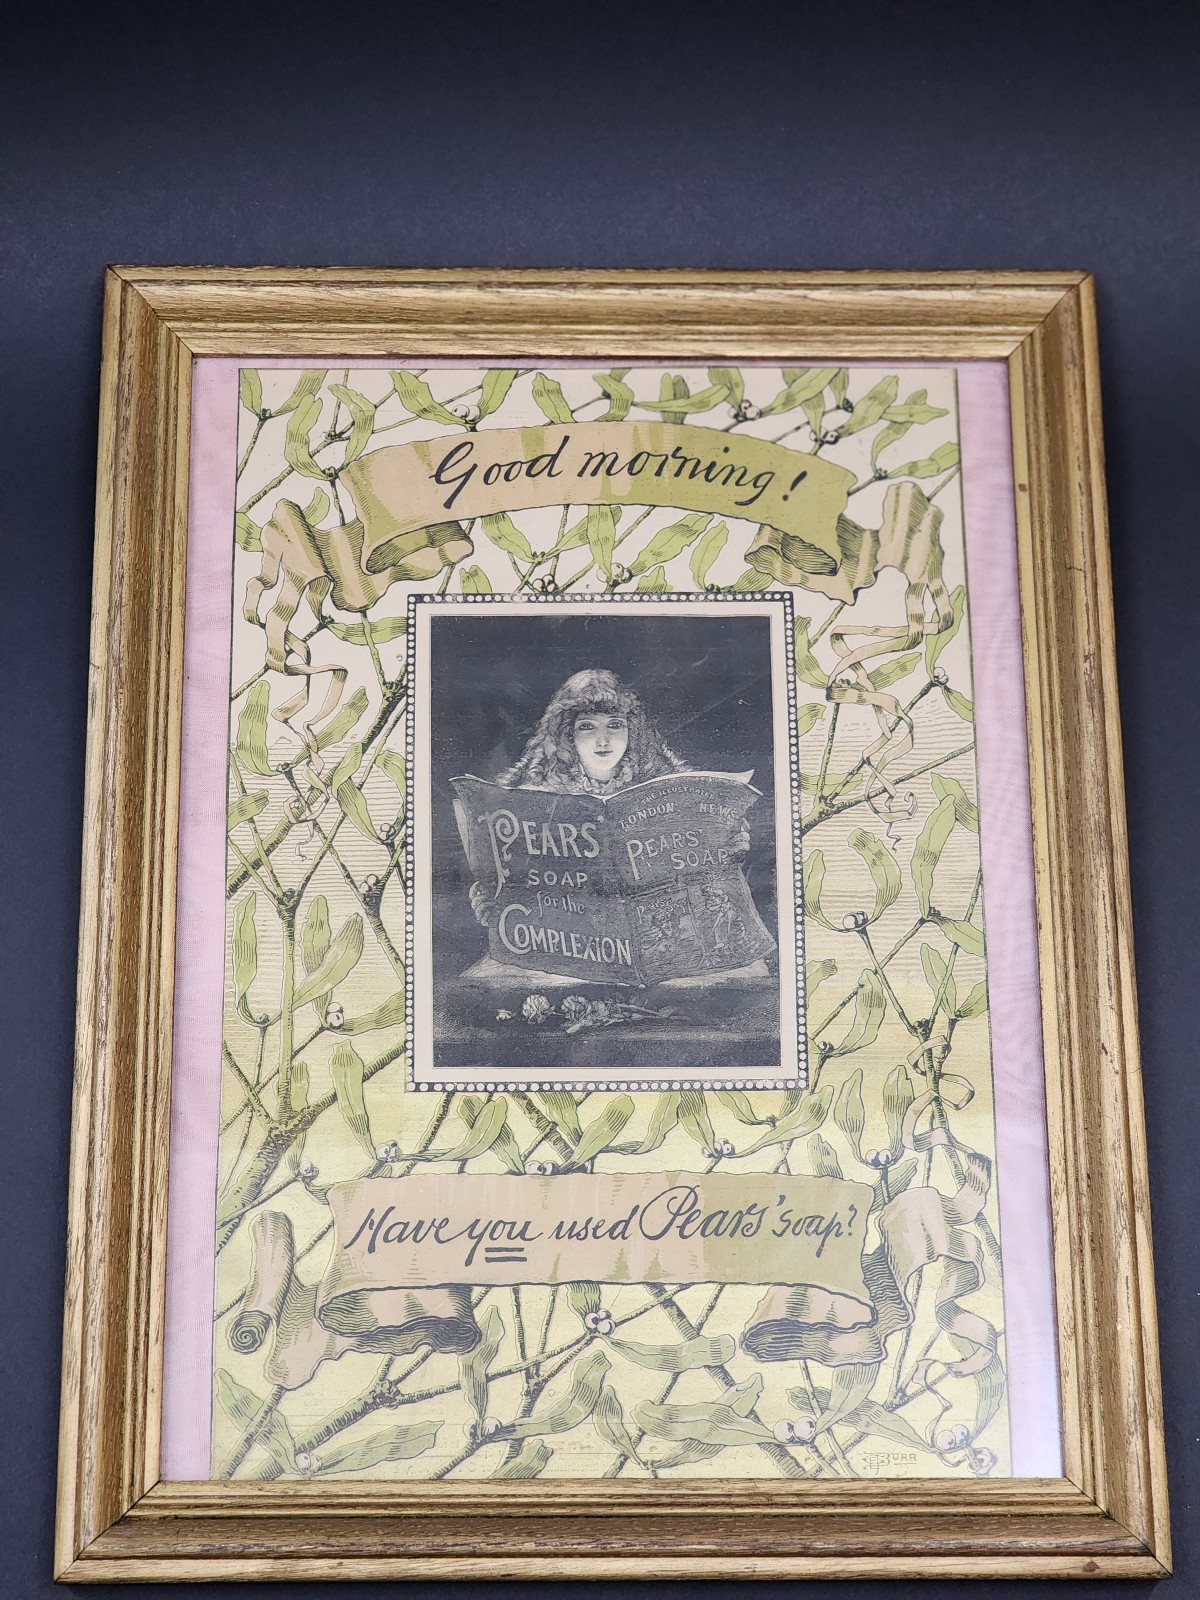 Good morning!
PEARS'
SOAP
for the
COMPLEXION
THE ILLUSTRATED
LONDON NEWS
PEARS'
SOAP
Have you used Pears' Soap?
BURR